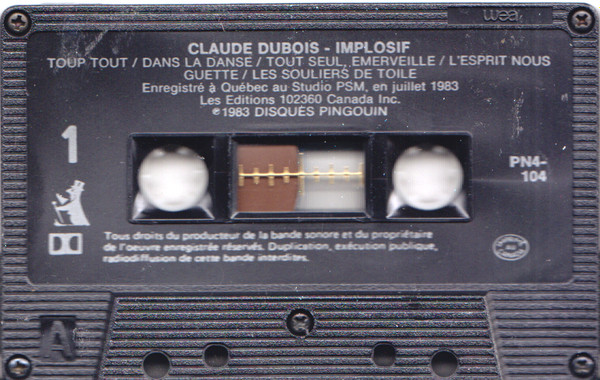 wea
CLAUDE DUBOIS - IMPLOSIF
TOUP TOUT / DANS LA DANSE / TOUT SEUL, EMERVEILLE / L'ESPRIT NOUS
GUETTE / LES SOULIERS DE TOILE
Enregistré à Québec au Studio PSM, en juillet 1983
Les Editions 102360 Canada Inc.
℗1983 DISQUES PINGOUIN
1
PN4-
104
Tous droits du producteur de la bande sonore et du propriétaire
de l'oeuvre enregistrée réservés. Duplication, exécution publique,
radiodiffusion de cette bande interdites.
A